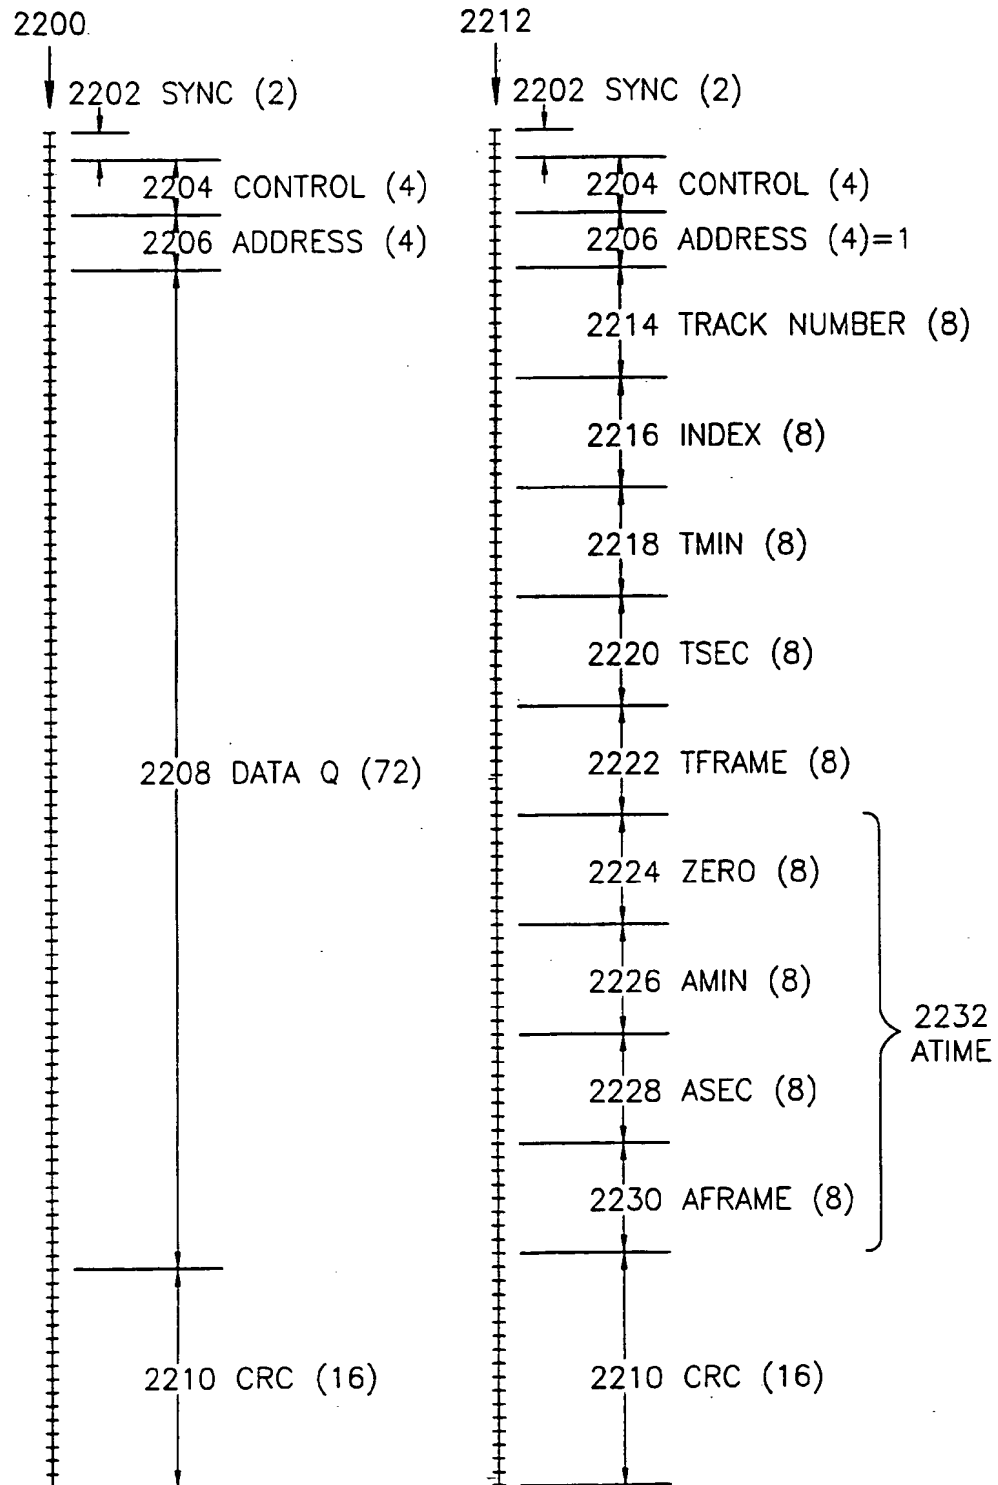 2200
2202 SYNC (2)
2204 CONTROL (4)
2206 ADDRESS (4)
2208 DATA Q (72)
2210 CRC (16)
2212
2202 SYNC (2)
2204 CONTROL (4)
2206 ADDRESS (4)=1
2214 TRACK NUMBER (8)
2216 INDEX (8)
2218 TMIN (8)
2220 TSEC (8)
2222 TFRAME (8)
2224 ZERO (8)
2226 AMIN (8)
2228 ASEC (8)
2230 AFRAME (8)
2232
ATIME
2210 CRC (16)